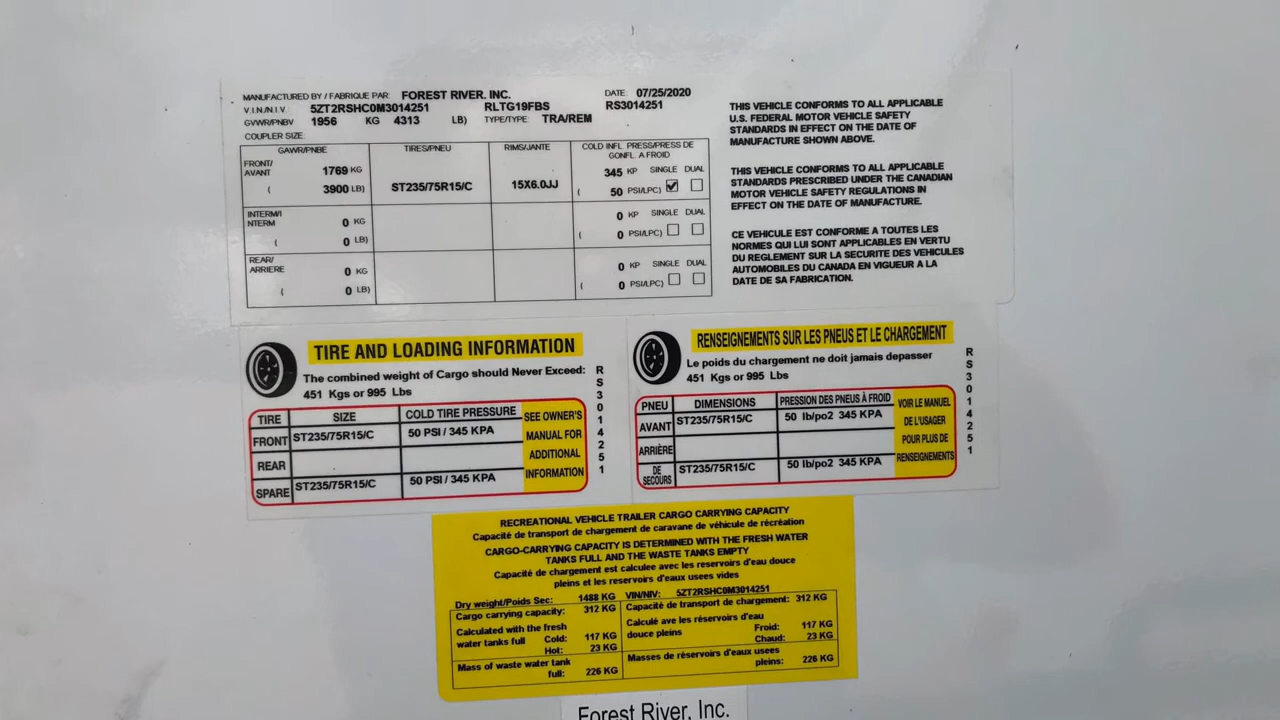 MANUFACTURED BY / FABRIQUE PAR: FOREST RIVER, INC. DATE: 07/25/2020
V.I.N./N.I.V.: 5ZT2RSHC0M3014251 RLTG19FBS RS3014251
GVWR/PNBV 1956 KG 4313 LB) TYPE/TYPE TRA/REM
COUPLER SIZE:
GAWR/PNBE TIRES/PNEU RIMS/JANTE COLD INFL. PRESS/PRESS DE GONFL. A FROID
FRONT/ AVANT 1769 KG 345 KP SINGLE DUAL
( 3900 LB) ST235/75R15/C 15X6.0JJ ( 50 PSI/LPC)
INTERM/I NTERM 0 KG 0 KP SINGLE DUAL
( 0 LB) ( 0 PSI/LPC)
REAR/ ARRIERE 0 KG 0 KP SINGLE DUAL
( 0 LB) ( 0 PSI/LPC)
THIS VEHICLE CONFORMS TO ALL APPLICABLE
U.S. FEDERAL MOTOR VEHICLE SAFETY
STANDARDS IN EFFECT ON THE DATE OF
MANUFACTURE SHOWN ABOVE.
THIS VEHICLE CONFORMS TO ALL APPLICABLE
STANDARDS PRESCRIBED UNDER THE CANADIAN
MOTOR VEHICLE SAFETY REGULATIONS IN
EFFECT ON THE DATE OF MANUFACTURE.
CE VEHICULE EST CONFORME A TOUTES LES
NORMES QUI LUI SONT APPLICABLES EN VERTU
DU REGLEMENT SUR LA SECURITE DES VEHICULES
AUTOMOBILES DU CANADA EN VIGUEUR A LA
DATE DE SA FABRICATION.
TIRE AND LOADING INFORMATION
The combined weight of Cargo should Never Exceed:
451 Kgs or 995 Lbs
TIRE SIZE COLD TIRE PRESSURE
FRONT ST235/75R15/C 50 PSI / 345 KPA
REAR
SPARE ST235/75R15/C 50 PSI / 345 KPA
SEE OWNER'S
MANUAL FOR
ADDITIONAL
INFORMATION
RS3014251
RENSEIGNEMENTS SUR LES PNEUS ET LE CHARGEMENT
Le poids du chargement ne doit jamais depasser
451 Kgs or 995 Lbs
PNEU DIMENSIONS PRESSION DES PNEUS À FROID
AVANT ST235/75R15/C 50 lb/po2 345 KPA
ARRIÈRE
DE SECOURS ST235/75R15/C 50 lb/po2 345 KPA
VOIR LE MANUEL
DE L'USAGER
POUR PLUS DE
RENSEIGNEMENTS
RS3014251
RECREATIONAL VEHICLE TRAILER CARGO CARRYING CAPACITY
Capacité de transport de chargement de caravane de véhicule de récréation
CARGO-CARRYING CAPACITY IS DETERMINED WITH THE FRESH WATER
TANKS FULL AND THE WASTE TANKS EMPTY
Capacité de chargement est calculee avec les reservoirs d'eau douce
pleins et les reservoirs d'eaux usees vides
Dry weight/Poids Sec: 1488 KG VIN/NIV: 5ZT2RSHC0M3014251
Cargo carrying capacity: 312 KG
Calculated with the fresh
water tanks full Cold: 117 KG
Hot: 23 KG
Mass of waste water tank
full: 226 KG
Capacité de transport de chargement: 312 KG
Calculé ave les réservoirs d'eau
douce pleins Froid: 117 KG
Chaud: 23 KG
Masses de réservoirs d'eaux usees
pleins: 226 KG
Forest River, Inc.